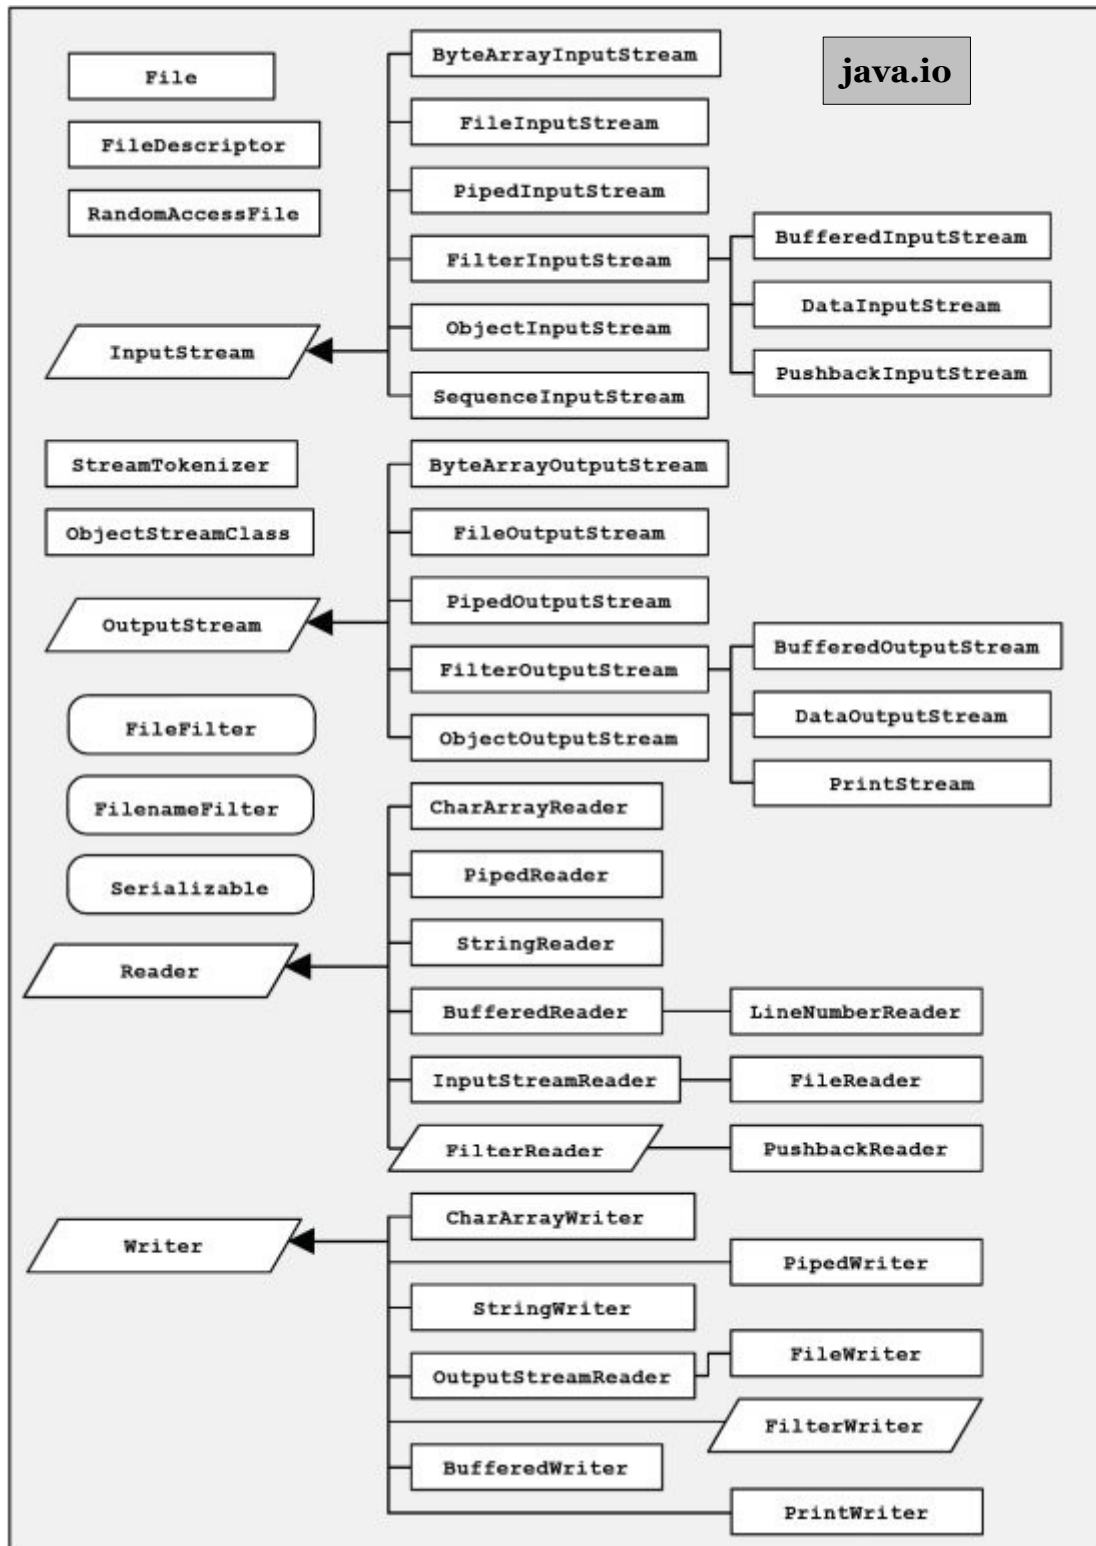 java.io
File
FileDescriptor
RandomAccessFile
InputStream
ByteArrayInputStream
FileInputStream
PipedInputStream
FilterInputStream
ObjectInputStream
SequenceInputStream
BufferedInputStream
DataInputStream
PushbackInputStream
StreamTokenizer
ObjectStreamClass
OutputStream
ByteArrayOutputStream
FileOutputStream
PipedOutputStream
FilterOutputStream
ObjectOutputStream
BufferedOutputStream
DataOutputStream
PrintStream
FileFilter
FilenameFilter
Serializable
Reader
CharArrayReader
PipedReader
StringReader
BufferedReader
LineNumberReader
InputStreamReader
FileReader
FilterReader
PushbackReader
Writer
CharArrayWriter
PipedWriter
StringWriter
OutputStreamReader
FileWriter
FilterWriter
BufferedWriter
PrintWriter